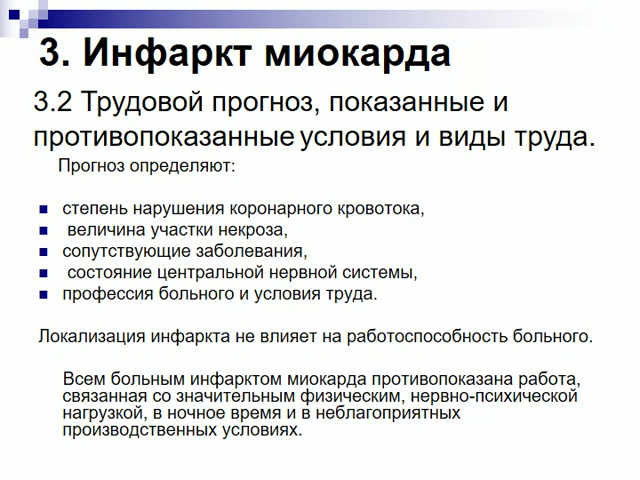 3. Инфаркт миокарда
3.2 Трудовой прогноз, показанные и
противопоказанные условия и виды труда.
Прогноз определяют:
степень нарушения коронарного кровотока,
величина участки некроза,
сопутствующие заболевания,
состояние центральной нервной системы,
профессия больного и условия труда.
Локализация инфаркта не влияет на работоспособность больного.
Всем больным инфарктом миокарда противопоказана работа,
связанная со значительным физическим, нервно-психической
нагрузкой, в ночное время и в неблагоприятных
производственных условиях.